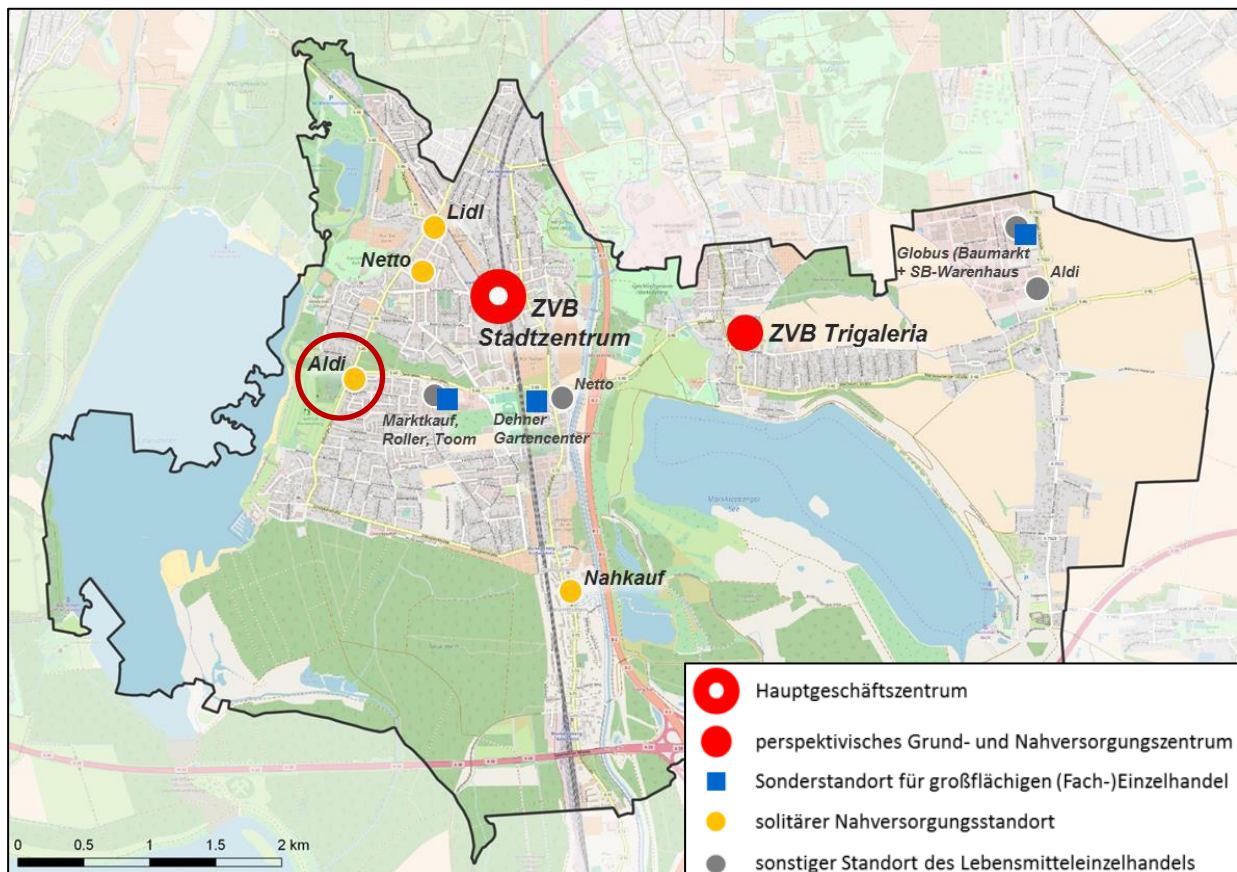 Lidl
Netto
ZVB
Stadtzentrum
ZVB Trigaleria
Globus (Baumarkt
+ SB-Warenhaus
Aldi
Aldi
Netto
Marktkauf,
Roller, Toom
Dehner
Gartencenter
Nahkauf
Hauptgeschäftszentrum
perspektivisches Grund- und Nahversorgungszentrum
Sonderstandort für großflächigen (Fach-)Einzelhandel
solitärer Nahversorgungsstandort
sonstiger Standort des Lebensmitteleinzelhandels
0 0.5 1 1.5 2 km